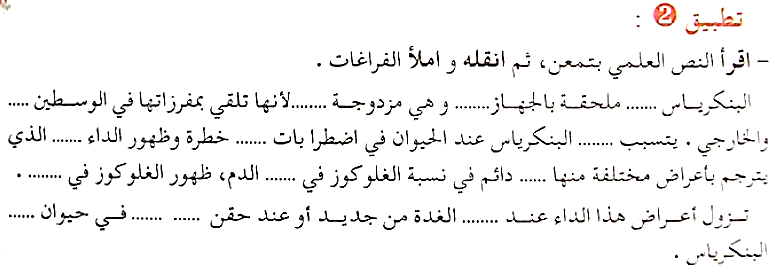 تطبيق 2 :
– اقرأ النص العلمي بتمعن، ثم انقله و املأ الفراغات .
البنكرياس ....... ملحقة بالجهاز........ و هي مزدوجة ........لأنها تلقي بمفرزاتها في الوسطين .....
والخارجي . يتسبب ........ البنكرياس عند الحيوان في اضطرا بات ....... خطرة وظهور الداء ....... الذي
يترجم بأعراض مختلفة منها ...... دائم في نسبة الغلوكوز في ....... الدم، ظهور الغلوكوز في ........ .
تزول أعراض هذا الداء عند ........ الغدة من جديد أو عند حقن ...... ....... في حيوان ......
البنكرياس .